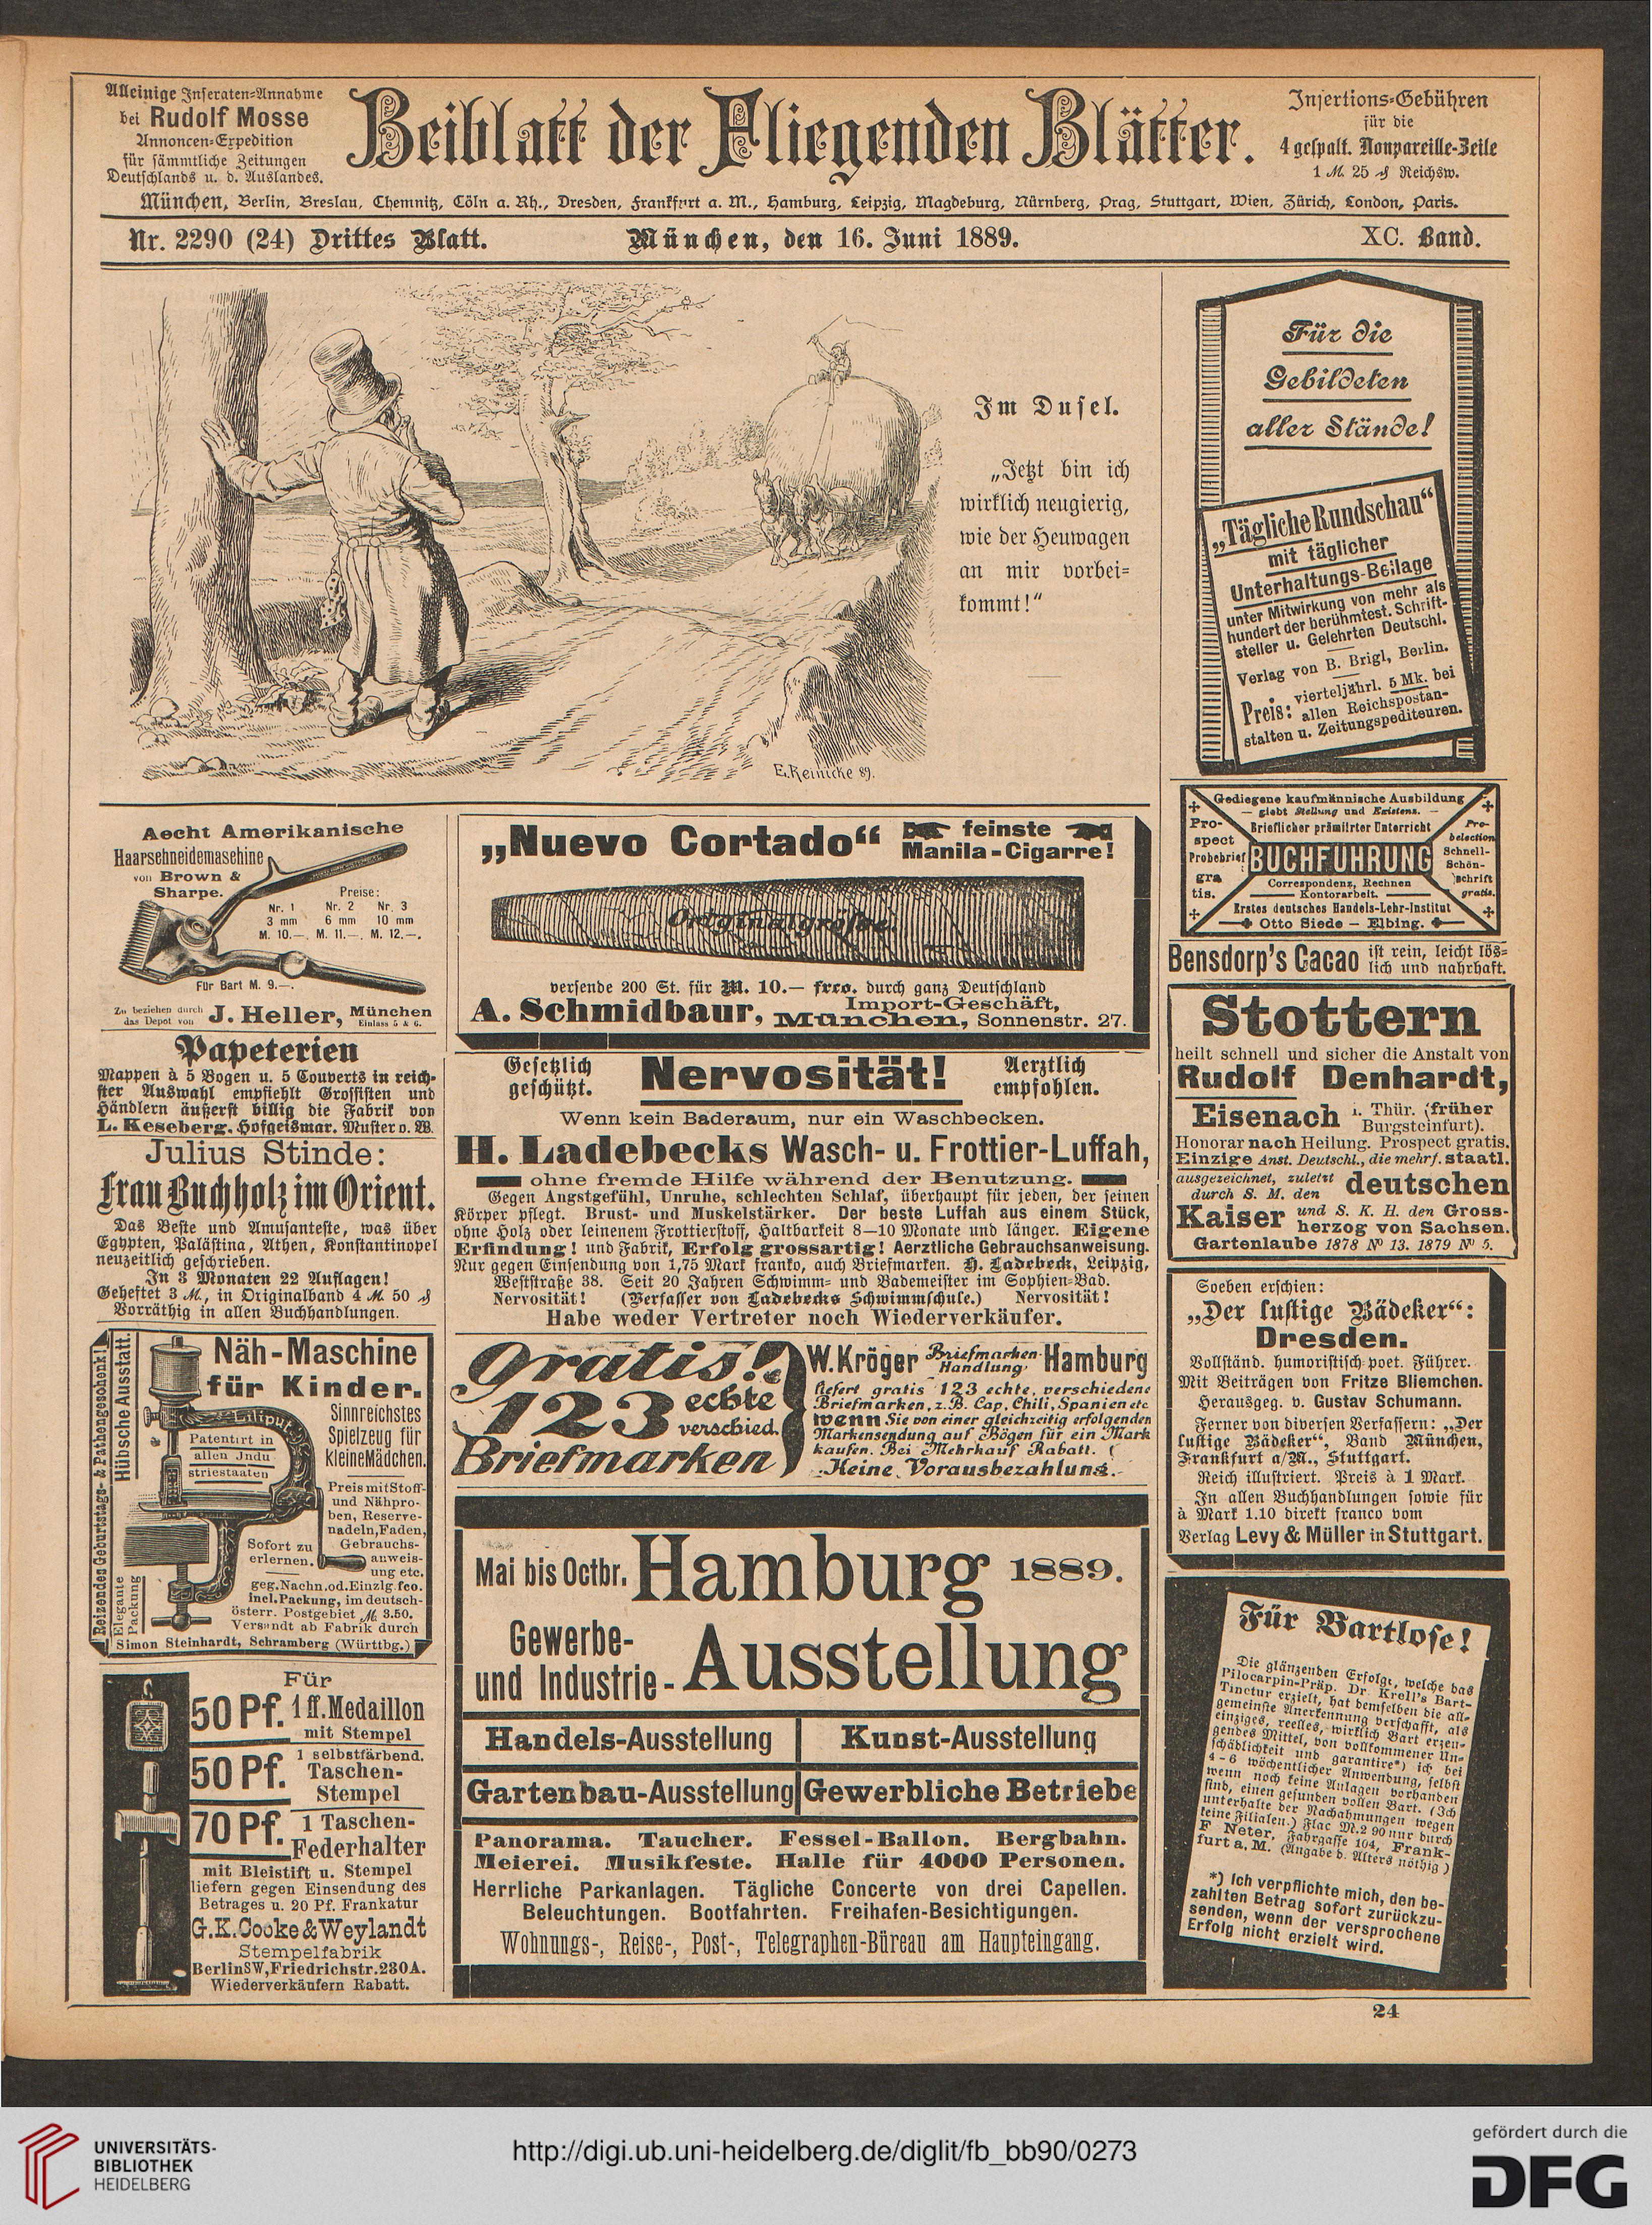 Alleinige Inseraten-Annahme
bei Rudolf Mosse
Annoncen-Expedition
für sämmtliche Zeitungen
Deutschlands u. d. Auslandes.
Beiblatt der Fliegenden Blätter.
Insertions-Gebühren
für die
4 gespalt. Nonpareille-Zeile
1 M. 25 ₰ Reichsw.
München, Berlin, Breslau, Chemnitz, Cöln a. Rh., Dresden, Frankfurt a. M., Hamburg, Leipzig, Magdeburg, Nürnberg, Prag, Stuttgart, Wien, Zürich, London, Paris.
Nr. 2290 (24) Drittes Blatt.
München, den 16. Juni 1889.
XC. Band.
Im Dusel.
„Jetzt bin ich
wirklich neugierig,
wie der Heuwagen
an mir vorbei-
kommt!“
E. Reinicke 89.
Aecht Amerikanische
Haarschneidemaschine
von Brown &
Sharpe.
Preise:
Nr. 1 Nr. 2 Nr. 3
3 mm 6 mm 10 mm
M. 10.—. M. 11.—. M. 12.—.
Für Bart M. 9.—.
Zu beziehen durch
das Depot von
J. Heller, München
Einlass 5 & 6.
Papeterien
Mappen à 5 Bogen u. 5 Couverts in reich-
ster Auswahl empfiehlt Grossisten und
Händlern äußerst billig die Fabrik von
L. Keseberg, Hofgeismar. Muster o. W.
Julius Stinde:
Frau Buchholz im Orient.
Das Beste und Amusanteste, was über
Egypten, Palästina, Athen, Konstantinopel
neuzeitlich geschrieben.
In 3 Monaten 22 Auflagen!
Geheftet 3 M., in Originalband 4 M. 50 ₰
Vorräthig in allen Buchhandlungen.
Reizendes Geburtstags- & Pathengeschenk!
Hübsche Ausstatt.
Elegante
Packung
Näh-Maschine
für Kinder.
Liliput
Patentirt in
allen Indu
striestaaten
Sinnreichstes
Spielzeug für
kleine Mädchen.
Preis mit Stoff-
und Nähpro-
ben, Reserve-
nadeln, Faden,
Gebrauchs-
anweis-
ung etc.
Sofort zu
erlernen.
geg. Nachn. od. Einzlg. fco.
incl. Packung, im deutsch-
österr. Postgebiet M. 3.50.
Versandt ab Fabrik durch
Simon Steinhardt, Schramberg (Württbg.)
Für
50 Pf. 1 ff. Medaillon
mit Stempel
50 Pf. 1 selbstfärbend.
Taschen-
Stempel
70 Pf. 1 Taschen-
Federhalter
mit Bleistift u. Stempel
liefern gegen Einsendung des
Betrages u. 20 Pf. Frankatur
G. K. Cooke & Weylandt
Stempelfabrik
Berlin SW, Friedrichstr. 230A.
Wiederverkäufern Rabatt.
„Nuevo Cortado“ feinste
Manila-Cigarre!
Originalgröße.
versende 200 St. für M. 10.— frco. durch ganz Deutschland
A. Schmidbaur, Import-Geschäft,
München, Sonnenstr. 27.
Gesetzlich
geschützt.
Nervosität!
Aerztlich
empfohlen.
Wenn kein Baderaum, nur ein Waschbecken.
H. Ladebecks Wasch- u. Frottier-Luffah,
ohne fremde Hilfe während der Benutzung.
Gegen Angstgefühl, Unruhe, schlechten Schlaf, überhaupt für jeden, der seinen
Körper pflegt. Brust- und Muskelstärker. Der beste Luffah aus einem Stück,
ohne Holz oder leinenem Frottierstoff, Haltbarkeit 8—10 Monate und länger. Eigene
Erfindung! und Fabrik, Erfolg grossartig! Aerztliche Gebrauchsanweisung.
Nur gegen Einsendung von 1,75 Mark franko, auch Briefmarken. H. Ladebeck, Leipzig,
Weststraße 38. Seit 20 Jahren Schwimm- und Bademeister im Sophien-Bad.
Nervosität! (Verfasser von Ladebecks Schwimmschule.) Nervosität!
Habe weder Vertreter noch Wiederverkäufer.
Gratis!
123 echte
verschied.
Briefmarken
W. Kröger Briefmarken-
Handlung Hamburg
liefert gratis 123 echte, verschiedene
Briefmarken, z. B. Cap, Chili, Spanien etc
wenn Sie von einer gleichzeitig erfolgenden
Markensendung auf Bögen für ein Mark
kaufen. Bei Mehrkauf Rabatt.
Keine Vorausbezahlung.
Mai bis Octbr. Hamburg 1889.
Gewerbe-
und Industrie- Ausstellung
Handels-Ausstellung
Kunst-Ausstellung
Gartenbau-Ausstellung
Gewerbliche Betriebe
Panorama. Taucher. Fessel-Ballon. Bergbahn.
Meierei. Musikfeste. Halle für 4000 Personen.
Herrliche Parkanlagen. Tägliche Concerte von drei Capellen.
Beleuchtungen. Bootfahrten. Freihafen-Besichtigungen.
Wohnungs-, Reise-, Post-, Telegraphen-Büreau am Haupteingang.
Für die
Gebildeten
aller Stände!
„Tägliche Rundschau“
mit täglicher
Unterhaltungs-Beilage
unter Mitwirkung von mehr als
hundert der berühmtest. Schrift-
steller u. Gelehrten Deutschl.
Verlag von B. Brigl, Berlin.
Preis: vierteljährl. 5 Mk. bei
allen Reichspostan-
stalten u. Zeitungspediteuren.
Gediegene kaufmännische Ausbildung
giebt Stellung und Existenz.
Brieflicher prämiirter Unterricht
BUCHFÜHRUNG
Correspondenz, Rechnen
Kontorarbeit.
Pro-
spect
Probebrief
gra
tis.
Schnell-
Schön-
schrift
gratis.
Erstes deutsches Handels-Lehr-Institut
Otto Siede – Elbing.
Bensdorp's Cacao ist rein, leicht lös-
lich und nahrhaft.
Stottern
heilt schnell und sicher die Anstalt von
Rudolf Denhardt,
Eisenach i. Thür. (früher
Burgsteinfurt).
Honorar nach Heilung. Prospect gratis.
Einzige Anst. Deutschl., die mehrf. staatl.
ausgezeichnet, zuletzt
durch S. M. den deutschen
Kaiser und S. K. H. den Gross-
herzog von Sachsen.
Gartenlaube 1878 No 13. 1879 No 5.
Soeben erschien:
„Der lustige Bädeker“:
Dresden.
Vollständ. humoristisch poet. Führer.
Mit Beiträgen von Fritze Bliemchen.
Herausgeg. v. Gustav Schumann.
Ferner von diversen Verfassern: „Der
lustige Bädeker“, Band München,
Frankfurt a/M., Stuttgart.
Reich illustriert. Preis à 1 Mark.
In allen Buchhandlungen sowie für
à Mark 1.10 direkt franco vom
Verlag Levy & Müller in Stuttgart.
Für Bartlose!
Die glänzenden Erfolge, welche das
Pilocarpin-Präp. Dr. Kroll's Bart-
Tinctur erzielt, hat demselben die all-
gemeinste Anerkennung verschafft, als
einziges, reelles, wirklich Bart erzeu-
gendes Mittel, von vollkommener Un-
schädlichkeit und garantire*) ich bei
4-6 wöchentlicher Anwendung, selbst
wenn noch keine Anlagen vorhanden
sind, einen gesunden vollen Bart. (Ich
unterhalte der Nachahmungen wegen
keine Filialen.) Flac M. 2 90 nur durch
F Neter, Fahrgasse 104, Frank-
furt a. M. (Angabe d. Alters nöthig)
*) Ich verpflichte mich, den be-
zahlten Betrag sofort zurückzu-
senden, wenn der versprochene
Erfolg nicht erzielt wird.
24
UNIVERSITÄTS-
BIBLIOTHEK
HEIDELBERG
http://digi.ub.uni-heidelberg.de/diglit/fb_bb90/0273
gefördert durch die
DFG